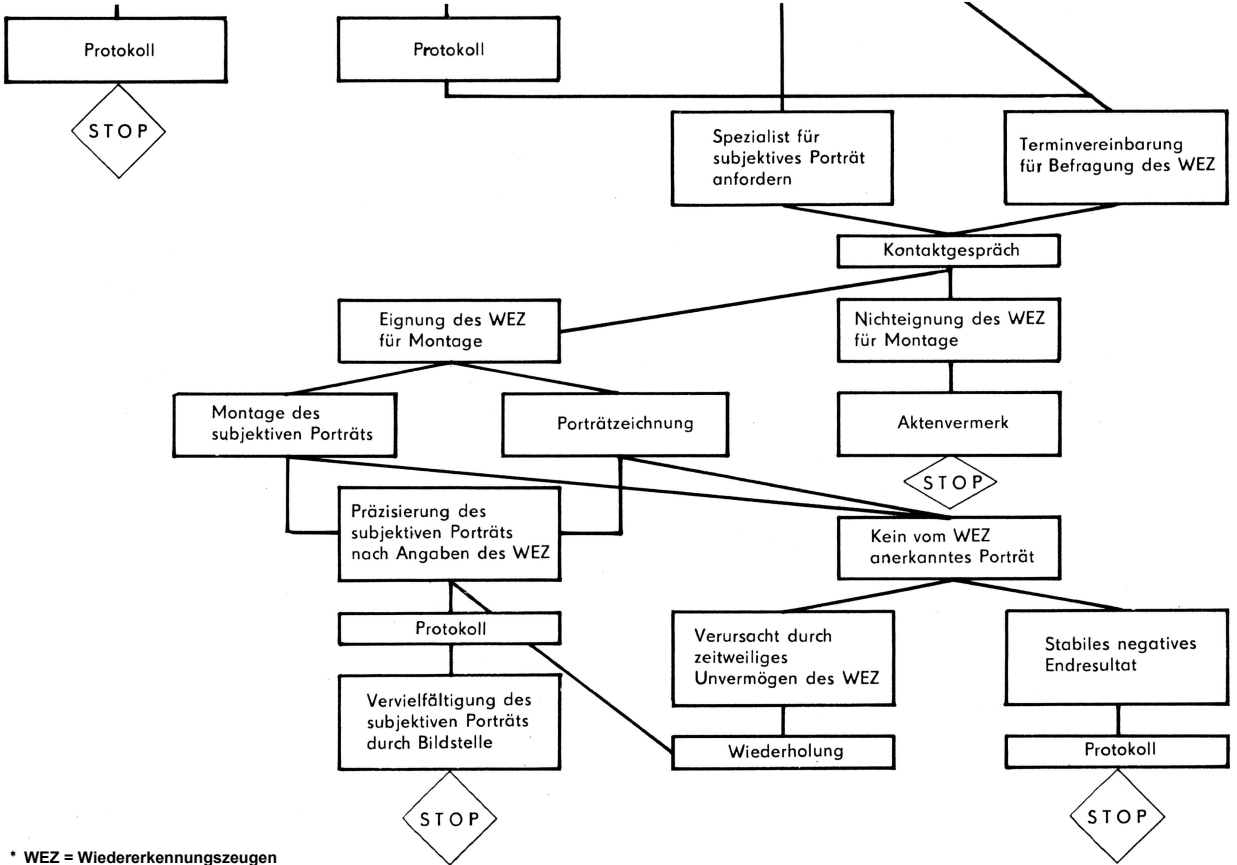 Protokoll
Protokoll
STOP
Spezialist für
subjektives Porträt
anfordern
Terminvereinbarung
für Befragung des WEZ
Kontaktgespräch
Eignung des WEZ
für Montage
Nichteignung des WEZ
für Montage
Montage des
subjektiven Porträts
Porträtzeichnung
Aktenvermerk
STOP
Präzisierung des
subjektiven Porträts
nach Angaben des WEZ
Kein vom WEZ
anerkanntes Porträt
Protokoll
Verursacht durch
zeitweiliges
Unvermögen des WEZ
Stabiles negatives
Endresultat
Vervielfältigung des
subjektiven Porträts
durch Bildstelle
Wiederholung
Protokoll
STOP
STOP
* WEZ = Wiedererkennungszeugen